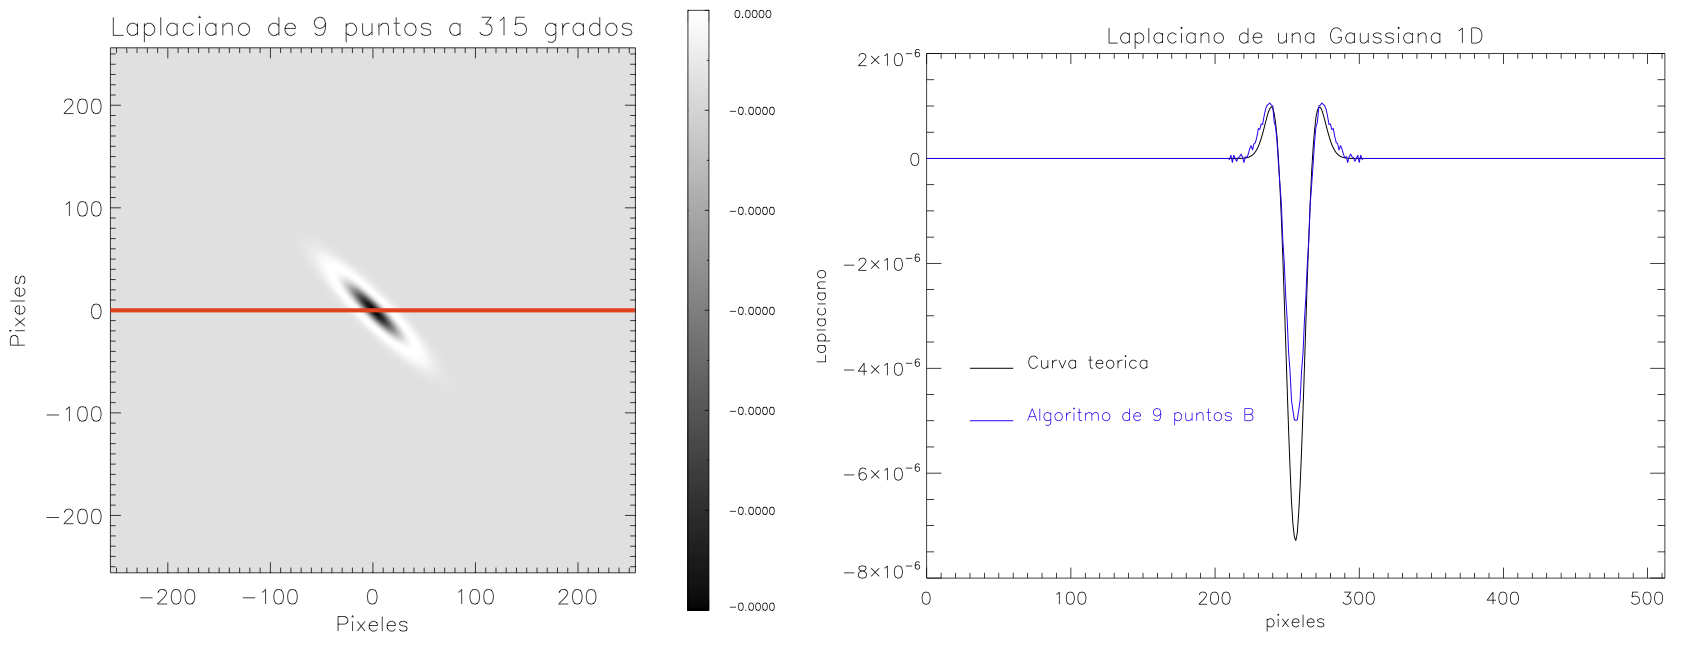 Laplaciano de 9 puntos a 315 grados
200
100
0
−100
−200
−200 −100 0 100 200
Pixeles
Pixeles
0.0000
−0.0000
−0.0000
−0.0000
−0.0000
−0.0000
−0.0000
Laplaciano de una Gaussiana 1D
2×10⁻⁶
0
−2×10⁻⁶
−4×10⁻⁶
−6×10⁻⁶
−8×10⁻⁶
Laplaciano
Curva teorica
Algoritmo de 9 puntos B
0 100 200 300 400 500
pixeles